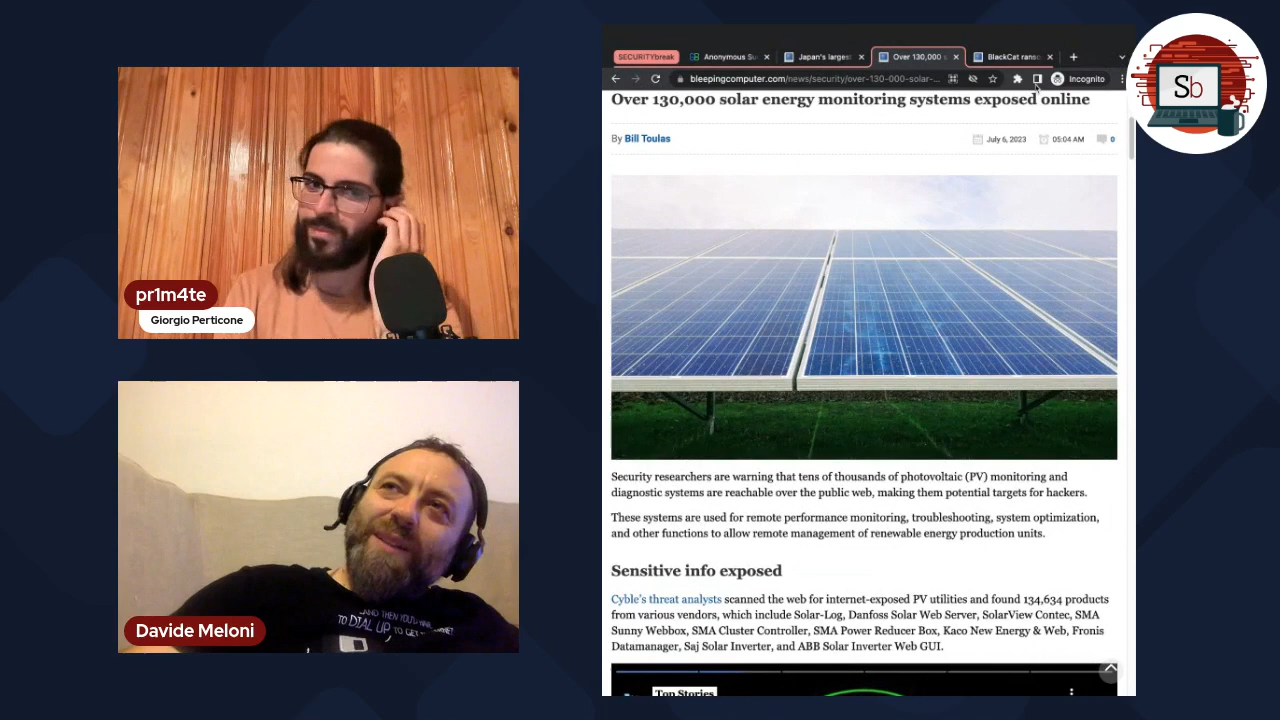 pr1m4te
Giorgio Perticone
Davide Meloni
TO DIAL UP TO GET
SECURITYbreak
Anonymous Su
Japan's largest
Over 130,000 s
BlackCat ranso
bleepingcomputer.com/news/security/over-130-000-solar-...
Incognito
Sb
Over 130,000 solar energy monitoring systems exposed online
By Bill Toulas
July 6, 2023
05:04 AM
0
Security researchers are warning that tens of thousands of photovoltaic (PV) monitoring and
diagnostic systems are reachable over the public web, making them potential targets for hackers.
These systems are used for remote performance monitoring, troubleshooting, system optimization,
and other functions to allow remote management of renewable energy production units.
Sensitive info exposed
Cyble's threat analysts scanned the web for internet-exposed PV utilities and found 134,634 products
from various vendors, which include Solar-Log, Danfoss Solar Web Server, SolarView Contec, SMA
Sunny Webbox, SMA Cluster Controller, SMA Power Reducer Box, Kaco New Energy & Web, Fronis
Datamanager, Saj Solar Inverter, and ABB Solar Inverter Web GUI.
Top Stories